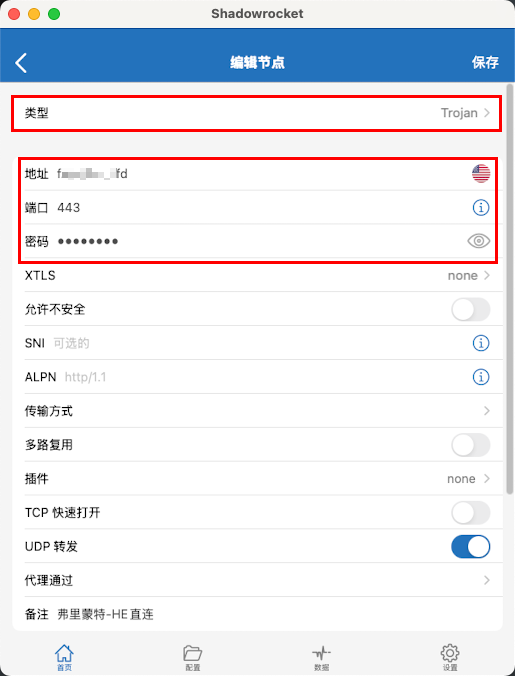 Shadowrocket
编辑节点
保存
类型 Trojan
地址
端口 443
密码 ●●●●●●●●
XTLS none
允许不安全
SNI 可选的
ALPN http/1.1
传输方式
多路复用
插件 none
TCP 快速打开
UDP 转发
代理通过
备注 弗里蒙特-HE直连
首页 配置 数据 设置